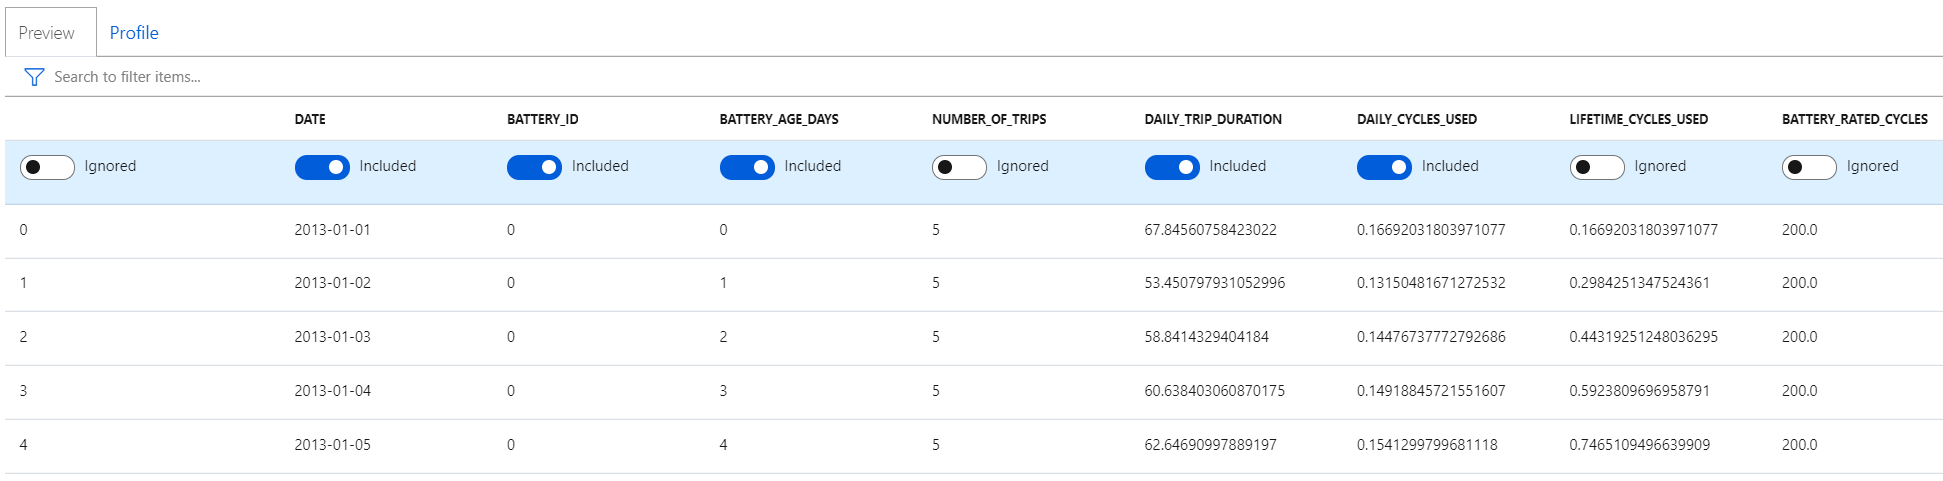 Preview Profile
Search to filter items...
DATE BATTERY_ID BATTERY_AGE_DAYS NUMBER_OF_TRIPS DAILY_TRIP_DURATION DAILY_CYCLES_USED LIFETIME_CYCLES_USED BATTERY_RATED_CYCLES
Ignored Included Included Included Ignored Included Included Ignored Ignored
0 2013-01-01 0 0 5 67.84560758423022 0.16692031803971077 0.16692031803971077 200.0
1 2013-01-02 0 1 5 53.450797931052996 0.13150481671272532 0.2984251347524361 200.0
2 2013-01-03 0 2 5 58.8414329404184 0.14476737772792686 0.44319251248036295 200.0
3 2013-01-04 0 3 5 60.638403060870175 0.14918845721551607 0.5923809696958791 200.0
4 2013-01-05 0 4 5 62.64690997889197 0.1541299799681118 0.7465109496639909 200.0